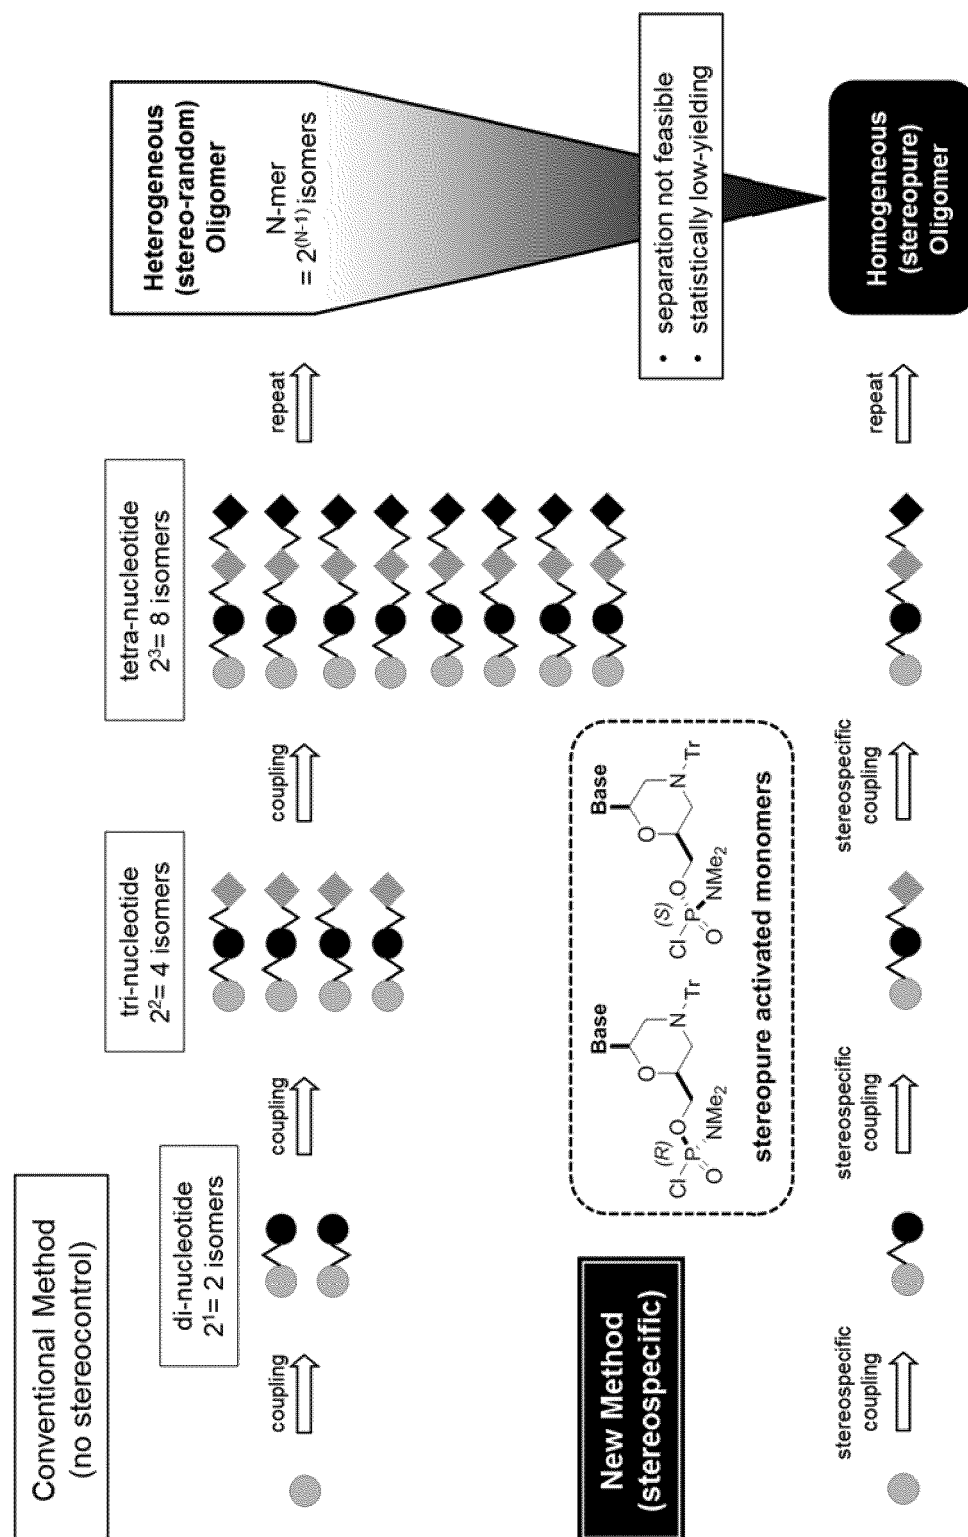 Conventional Method
(no stereocontrol)
di-nucleotide
2¹= 2 isomers
tri-nucleotide
2²= 4 isomers
tetra-nucleotide
2³= 8 isomers
Heterogeneous
(stereo-random)
Oligomer
N-mer
= 2⁽ᴺ⁻¹⁾ isomers
coupling
coupling
coupling
repeat
• separation not feasible
• statistically low-yielding
New Method
(stereospecific)
Base
O
N
Tr
O
(R)
Cl
P
NMe₂
O
Base
O
N
Tr
O
(S)
Cl
P
NMe₂
O
stereopure activated monomers
stereospecific
coupling
stereospecific
coupling
stereospecific
coupling
repeat
Homogeneous
(stereopure)
Oligomer